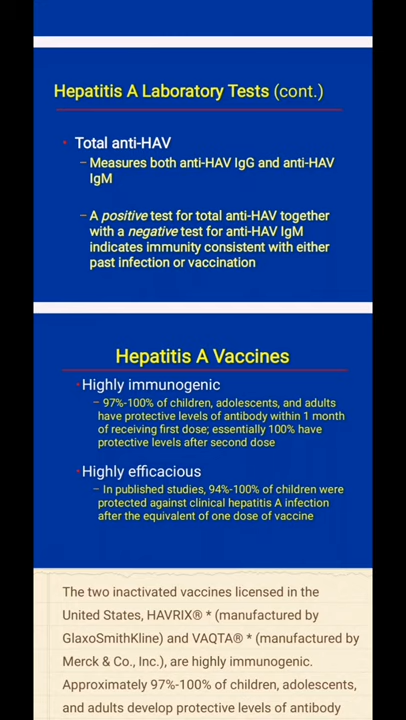 Hepatitis A Laboratory Tests (cont.)
• Total anti-HAV
– Measures both anti-HAV IgG and anti-HAV
IgM
– A positive test for total anti-HAV together
with a negative test for anti-HAV IgM
indicates immunity consistent with either
past infection or vaccination
Hepatitis A Vaccines
• Highly immunogenic
– 97%-100% of children, adolescents, and adults
have protective levels of antibody within 1 month
of receiving first dose; essentially 100% have
protective levels after second dose
• Highly efficacious
– In published studies, 94%-100% of children were
protected against clinical hepatitis A infection
after the equivalent of one dose of vaccine
The two inactivated vaccines licensed in the
United States, HAVRIX® * (manufactured by
GlaxoSmithKline) and VAQTA® * (manufactured by
Merck & Co., Inc.), are highly immunogenic.
Approximately 97%-100% of children, adolescents,
and adults develop protective levels of antibody